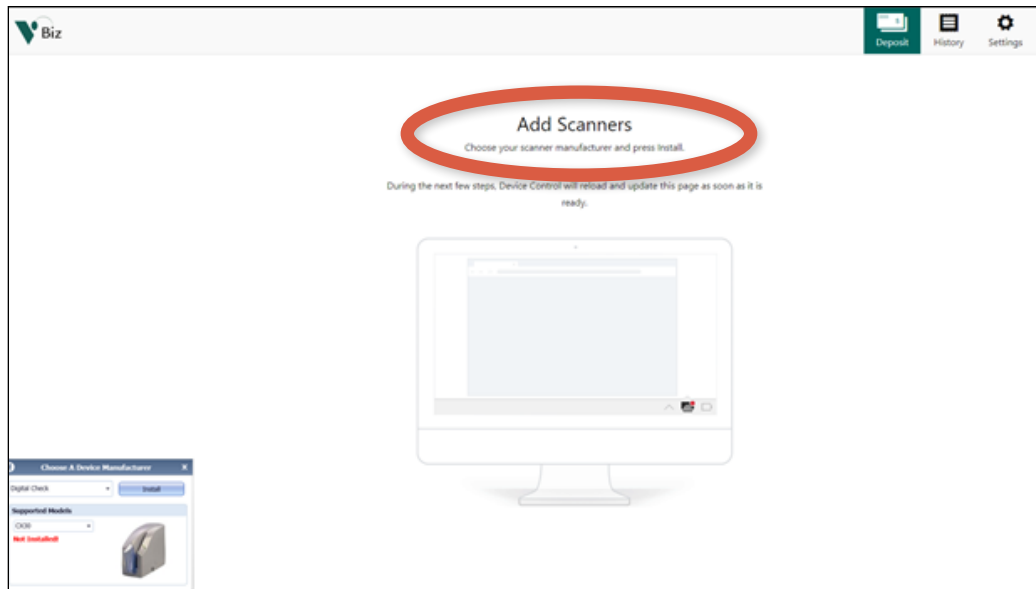 Biz
Deposit
History
Settings
Add Scanners
Choose your scanner manufacturer and press Install.
During the next few steps, Device Control will reload and update this page as soon as it is
ready.
Choose A Device Manufacturer
Digital Check
Install
Supported Models
CX30
Not Installed!